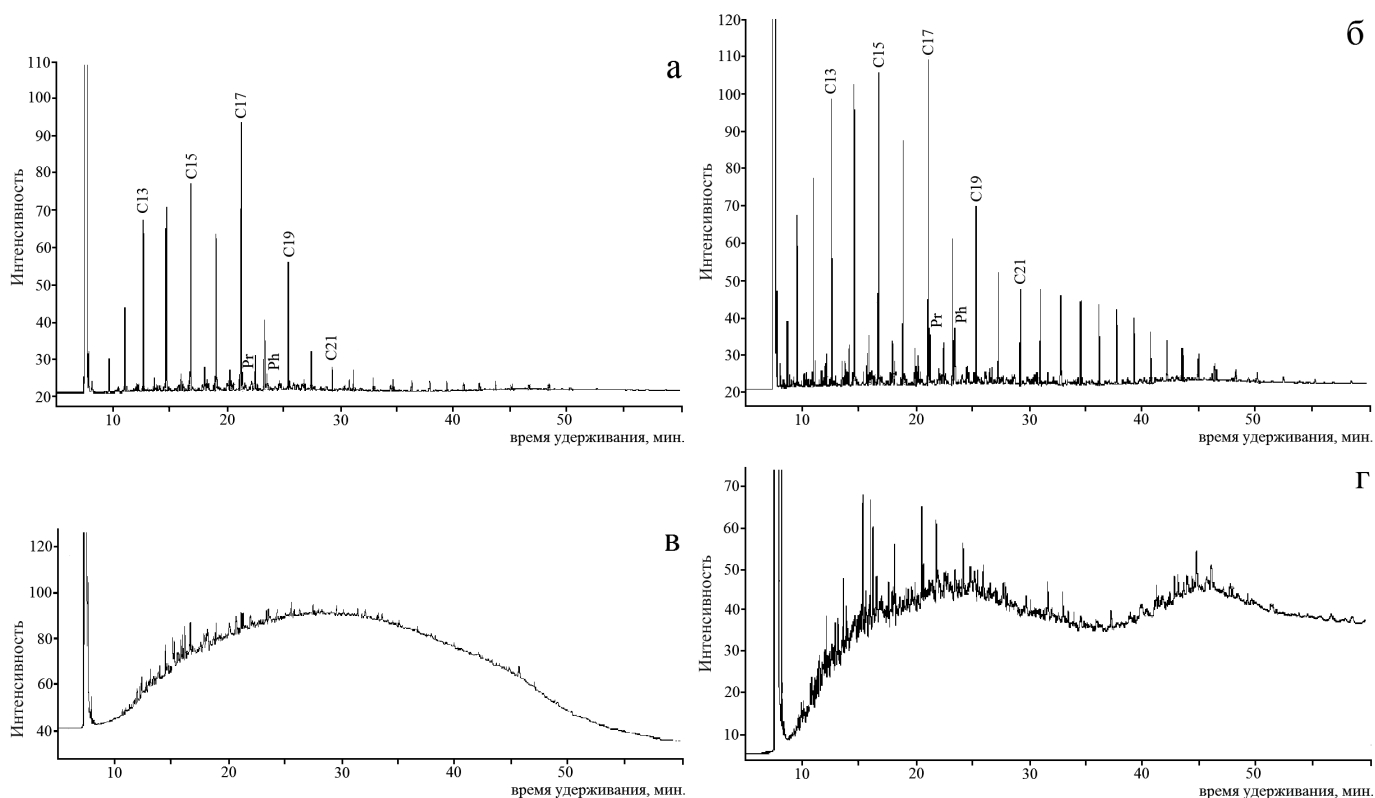 а
110
100
90
80
70
60
50
40
30
20
Интенсивность
C13
C15
C17
Pr
Ph
C19
C21
10 20 30 40 50
время удерживания, мин.
б
120
110
100
90
80
70
60
50
40
30
20
Интенсивность
C13
C15
C17
Pr
Ph
C19
C21
10 20 30 40 50
время удерживания, мин.
в
120
100
80
60
40
Интенсивность
10 20 30 40 50
время удерживания, мин.
г
70
60
50
40
30
20
10
Интенсивность
10 20 30 40 50
время удерживания, мин.